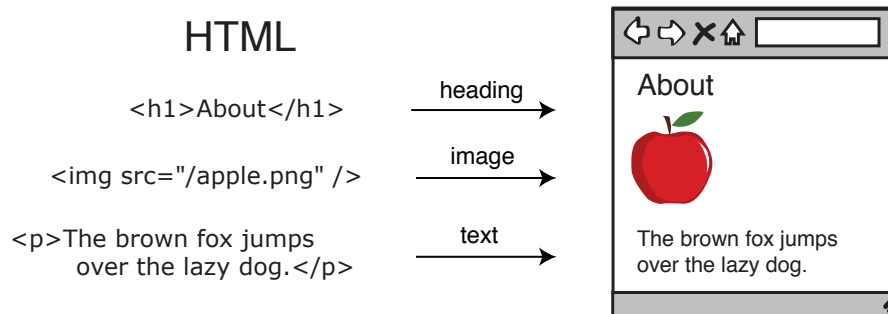 HTML
<h1>About</h1>
heading
About
<img src="/apple.png" />
image
<p>The brown fox jumps
over the lazy dog.</p>
text
The brown fox jumps
over the lazy dog.